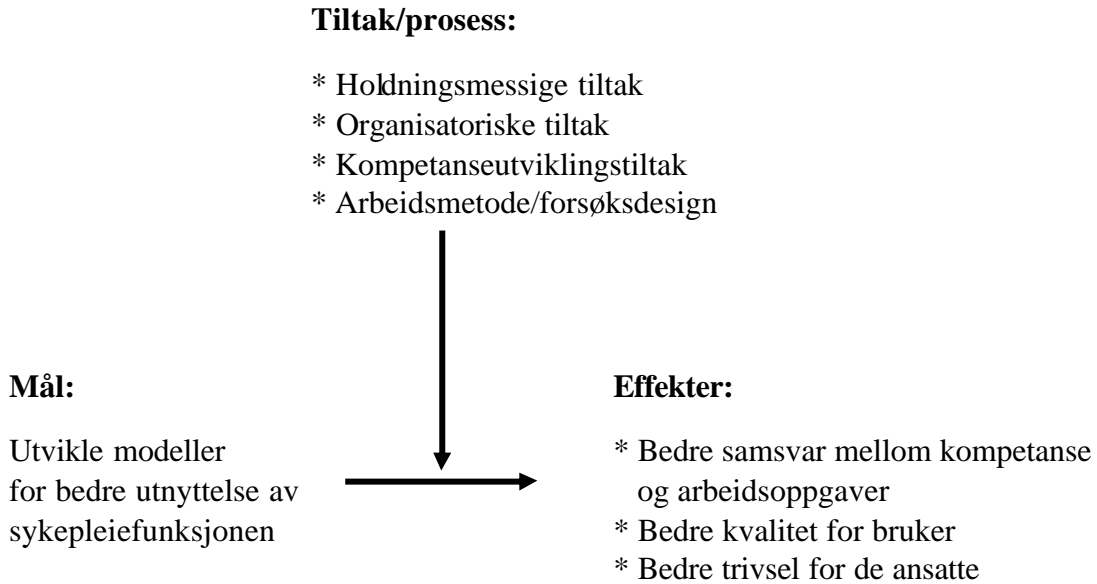 Tiltak/prosess:
* Holdningsmessige tiltak
* Organisatoriske tiltak
* Kompetanseutviklingstiltak
* Arbeidsmetode/forsøksdesign
Mål:
Utvikle modeller
for bedre utnyttelse av
sykepleiefunksjonen
Effekter:
* Bedre samsvar mellom kompetanse
og arbeidsoppgaver
* Bedre kvalitet for bruker
* Bedre trivsel for de ansatte